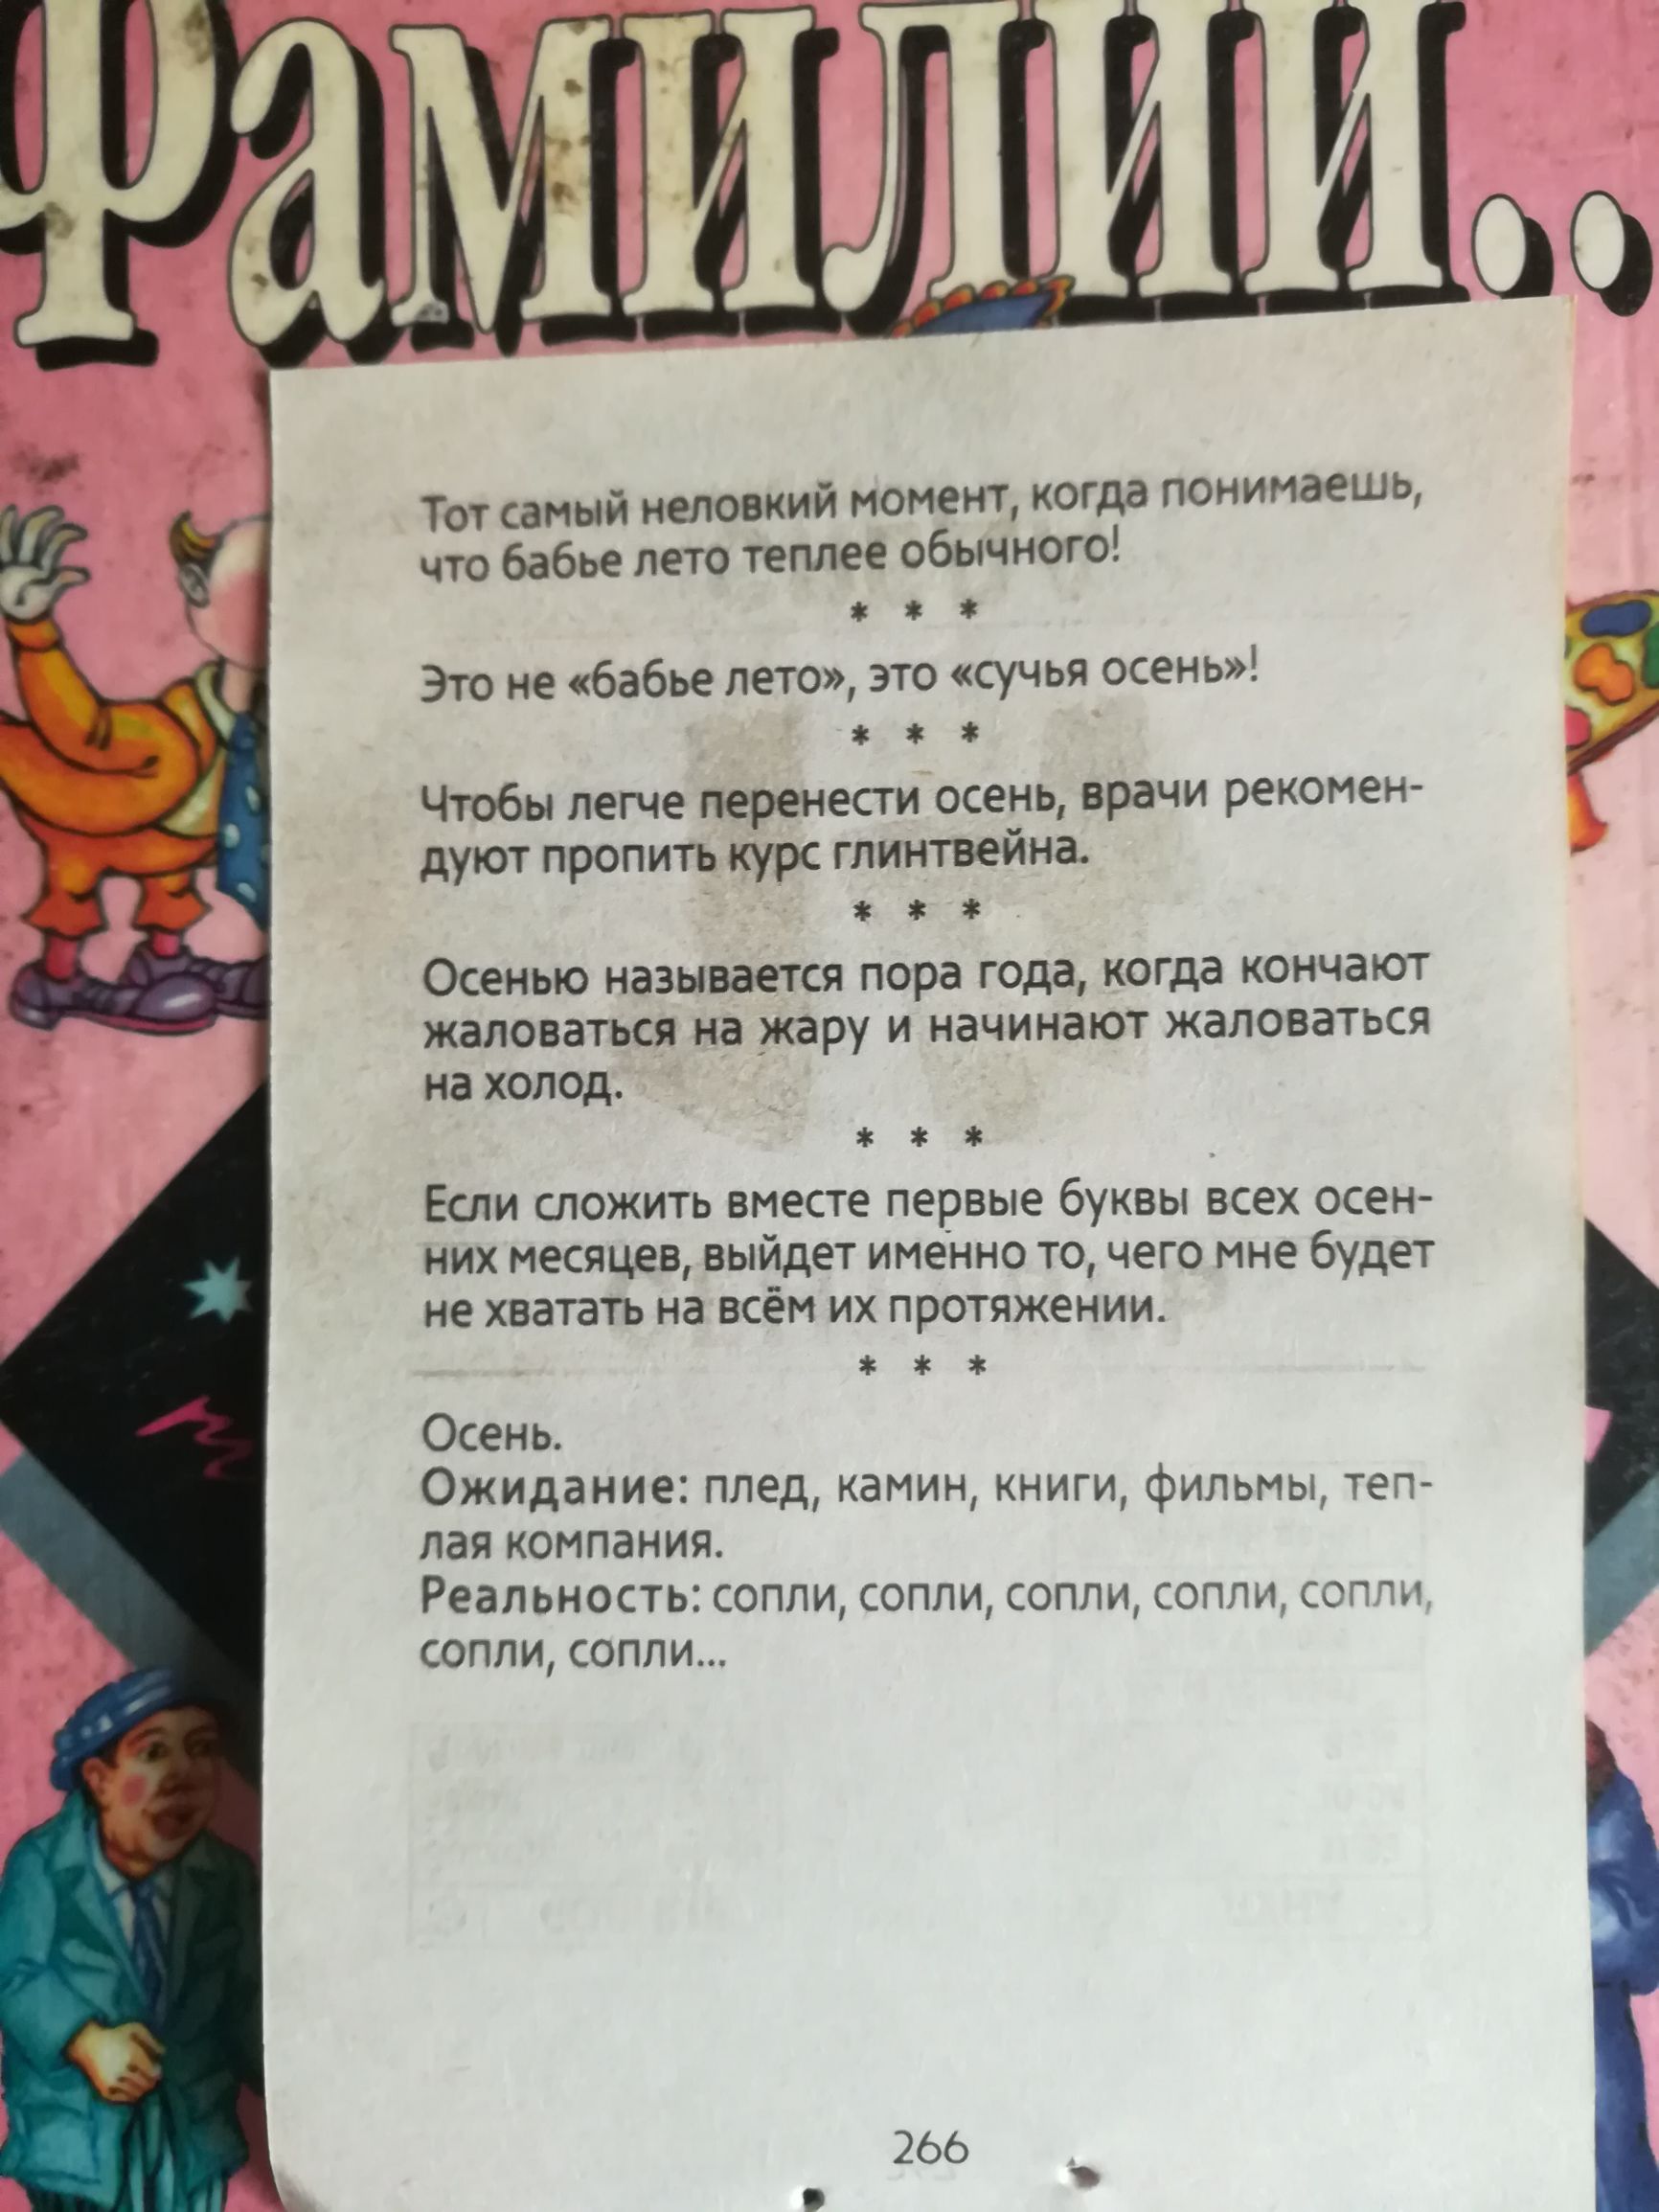 Фамилии..
Тот самый неловкий момент, когда понимаешь,
что бабье лето теплее обычного!
* * *
Это не «бабье лето», это «сучья осень»!
* * *
Чтобы легче перенести осень, врачи рекомен-
дуют пропить курс глинтвейна.
* * *
Осенью называется пора года, когда кончают
жаловаться на жару и начинают жаловаться
на холод.
* * *
Если сложить вместе первые буквы всех осен-
них месяцев, выйдет именно то, чего мне будет
не хватать на всём их протяжении.
* * *
Осень.
Ожидание: плед, камин, книги, фильмы, теп-
лая компания.
Реальность: сопли, сопли, сопли, сопли, сопли,
сопли, сопли...
266